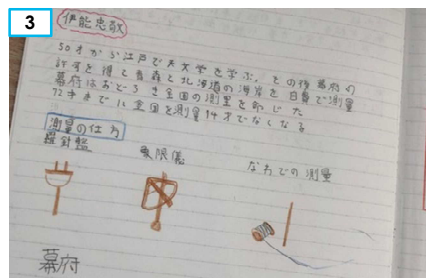 3
伊能忠敬
50才から江戸で天文学を学ぶ。その後幕府の
許可を得て青森と北海道の海岸を自費で測量
幕府はおどろき全国の測量を命じた
72才までに全国を測量74才でなくなる
測量の仕方
羅針盤
象限儀
なわでの測量
幕府